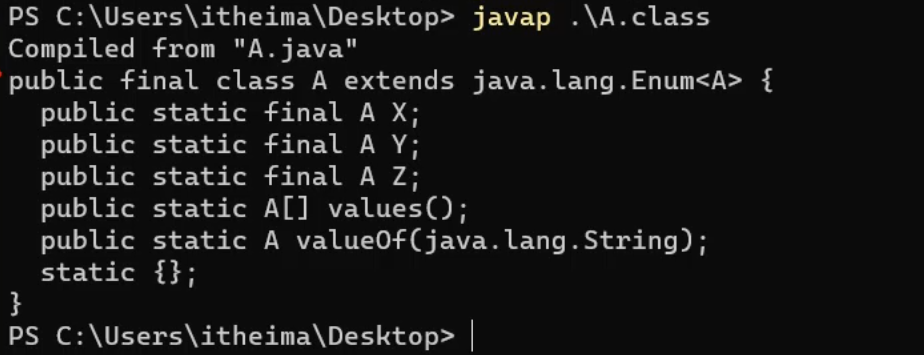 PS C:\Users\itheima\Desktop> javap .\A.class
Compiled from "A.java"
public final class A extends java.lang.Enum<A> {
  public static final A X;
  public static final A Y;
  public static final A Z;
  public static A[] values();
  public static A valueOf(java.lang.String);
  static {};
}
PS C:\Users\itheima\Desktop>